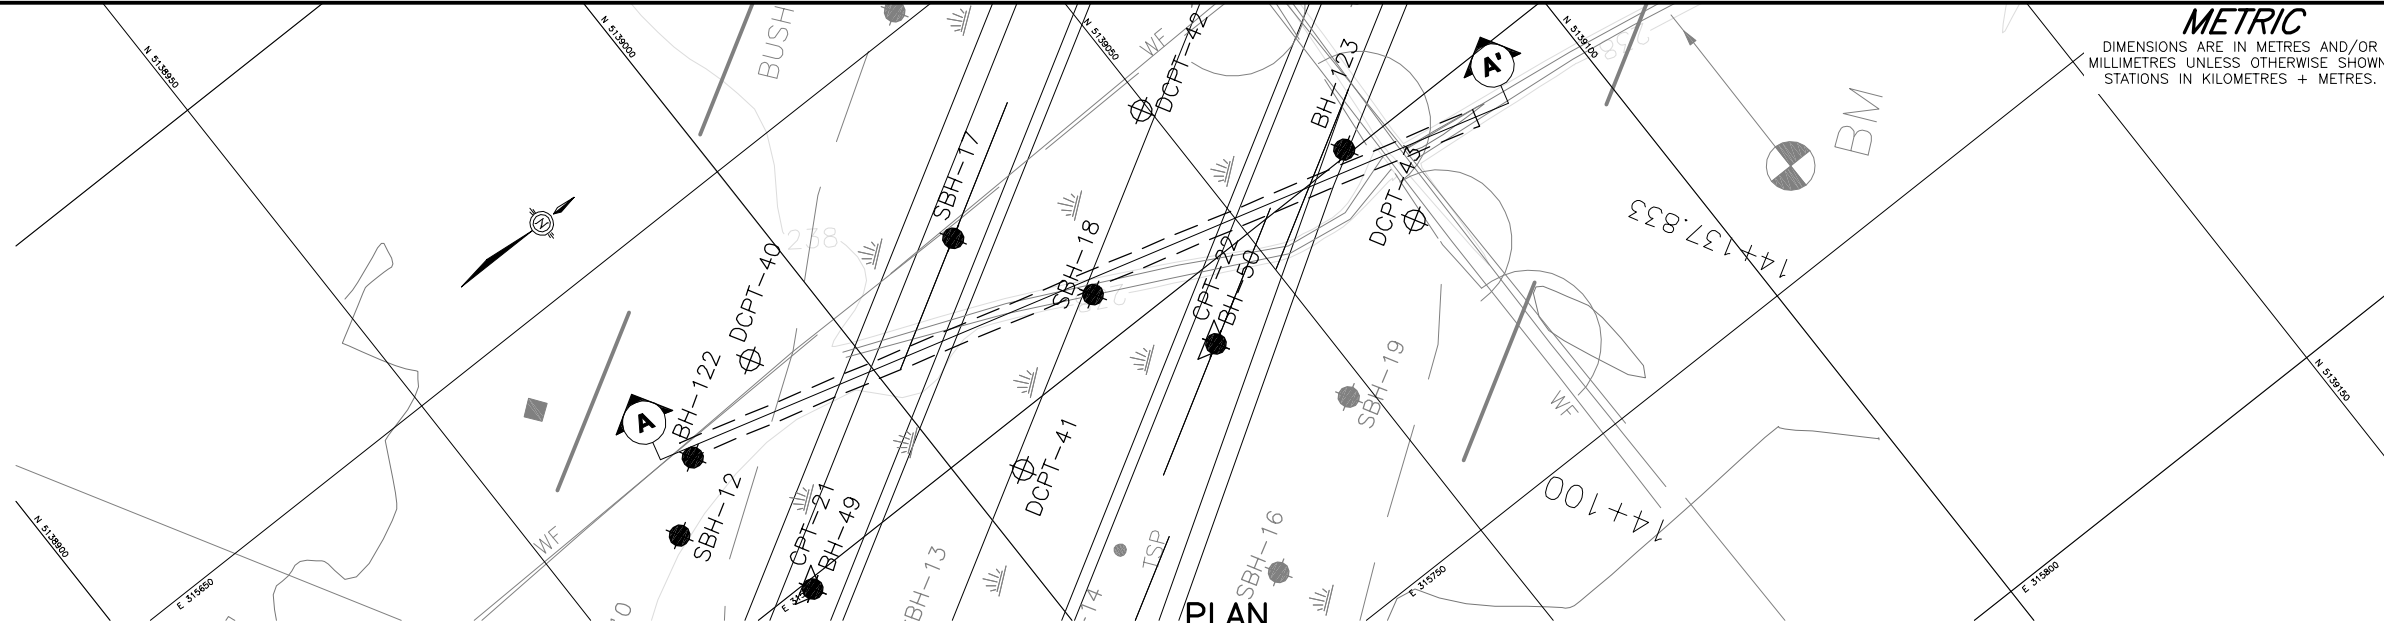 METRIC
DIMENSIONS ARE IN METRES AND/OR
MILLIMETRES UNLESS OTHERWISE SHOWN
STATIONS IN KILOMETRES + METRES.
N 5138950
N 5139000
N 5139050
N 5139100
BUSH
WF
DCPT-42
BH-123
A'
BM
SBH-17
DCPT-43
14+137.833
N
238
DCPT-40
SBH-18
CPT-22
BH-50
BH-122
A
SBH-19
WF
N 5139150
DCPT-41
SBH-12
CPT-21
BH-49
WF
N 5138900
E 315650
SBH-16
TSP
14+100
E 315750
E 315800
PLAN